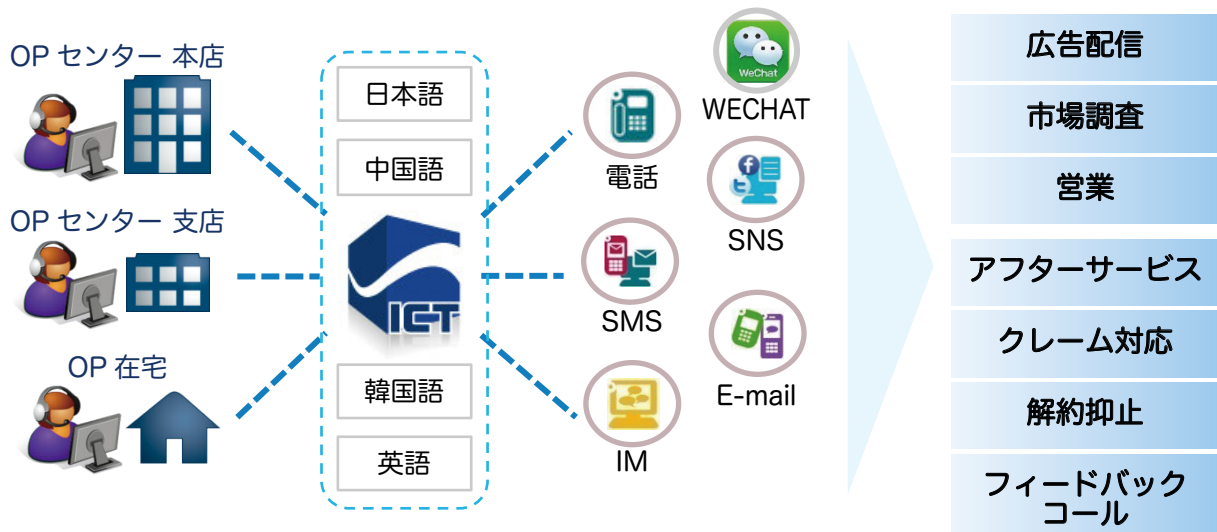 OP センター 本店
OP センター 支店
OP 在宅
日本語
中国語
ICT
韓国語
英語
WeChat
WECHAT
電話
SNS
SMS
E-mail
IM
広告配信
市場調査
営業
アフターサービス
クレーム対応
解約抑止
フィードバック
コール